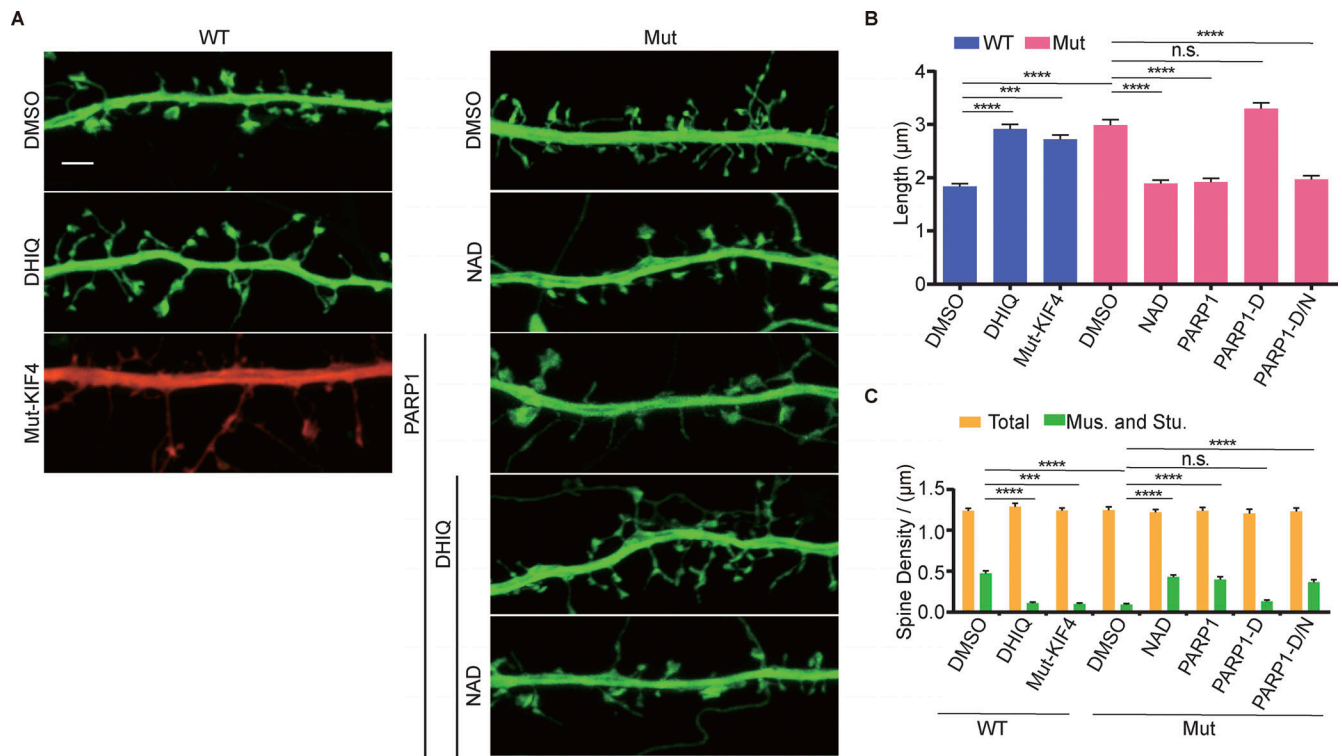 A
WT
Mut
DMSO
DHIQ
Mut-KIF4
DMSO
NAD
PARP1
DHIQ
NAD
B
WT Mut
****
n.s.
**** ****
*** ****
****
Length (µm)
4
3
2
1
0
DMSO
DHIQ
Mut-KIF4
DMSO
NAD
PARP1
PARP1-D
PARP1-D/N
C
Total Mus. and Stu.
****
n.s.
**** ****
*** ****
****
Spine Density / (µm)
1.5
1.0
0.5
0.0
DMSO
DHIQ
Mut-KIF4
DMSO
NAD
PARP1
PARP1-D
PARP1-D/N
WT
Mut